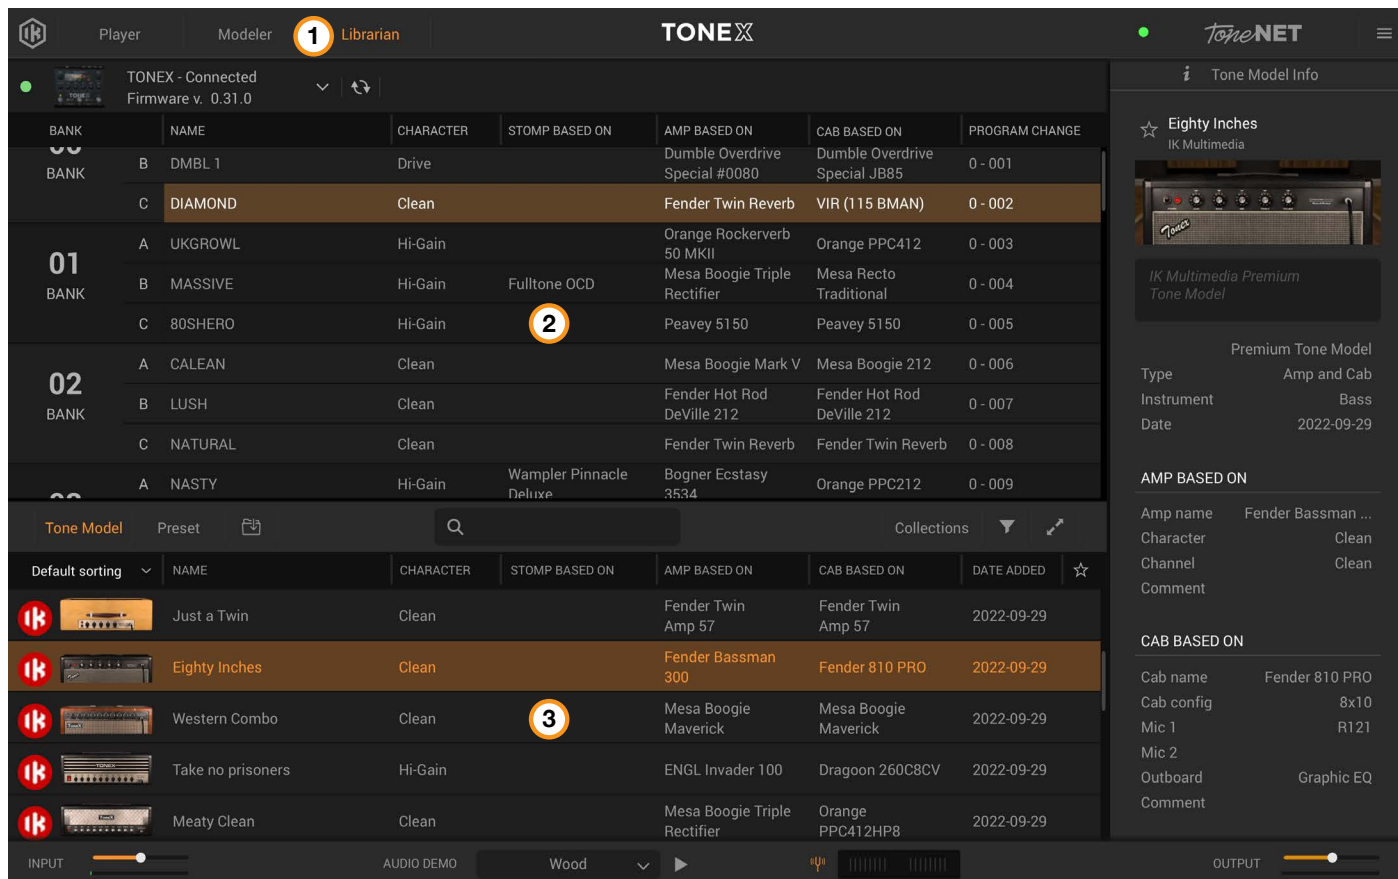 Player
Modeler
1
Librarian
TONEX
ToneNET
TONEX - Connected
Firmware v. 0.31.0
i Tone Model Info
BANK NAME CHARACTER STOMP BASED ON AMP BASED ON CAB BASED ON PROGRAM CHANGE
BANK
B DMBL 1 Drive Dumble Overdrive Special #0080 Dumble Overdrive Special JB85 0 - 001
C DIAMOND Clean Fender Twin Reverb VIR (115 BMAN) 0 - 002
01
BANK
A UKGROWL Hi-Gain Orange Rockerverb 50 MKII Orange PPC412 0 - 003
B MASSIVE Hi-Gain Fulltone OCD Mesa Boogie Triple Rectifier Mesa Recto Traditional 0 - 004
C 80SHERO Hi-Gain 2 Peavey 5150 Peavey 5150 0 - 005
02
BANK
A CALEAN Clean Mesa Boogie Mark V Mesa Boogie 212 0 - 006
B LUSH Clean Fender Hot Rod DeVille 212 Fender Hot Rod DeVille 212 0 - 007
C NATURAL Clean Fender Twin Reverb Fender Twin Reverb 0 - 008
A NASTY Hi-Gain Wampler Pinnacle Deluxe Bogner Ecstasy 3534 Orange PPC212 0 - 009
Tone Model Preset Collections
Default sorting NAME CHARACTER STOMP BASED ON AMP BASED ON CAB BASED ON DATE ADDED
Just a Twin Clean Fender Twin Amp 57 Fender Twin Amp 57 2022-09-29
Eighty Inches Clean Fender Bassman 300 Fender 810 PRO 2022-09-29
Western Combo Clean 3 Mesa Boogie Maverick Mesa Boogie Maverick 2022-09-29
Take no prisoners Hi-Gain ENGL Invader 100 Dragoon 260C8CV 2022-09-29
Meaty Clean Clean Mesa Boogie Triple Rectifier Orange PPC412HP8 2022-09-29
Eighty Inches
IK Multimedia
Tonex
IK Multimedia Premium
Tone Model
Premium Tone Model
Type Amp and Cab
Instrument Bass
Date 2022-09-29
AMP BASED ON
Amp name Fender Bassman ...
Character Clean
Channel Clean
Comment
CAB BASED ON
Cab name Fender 810 PRO
Cab config 8x10
Mic 1 R121
Mic 2
Outboard Graphic EQ
Comment
INPUT AUDIO DEMO Wood OUTPUT